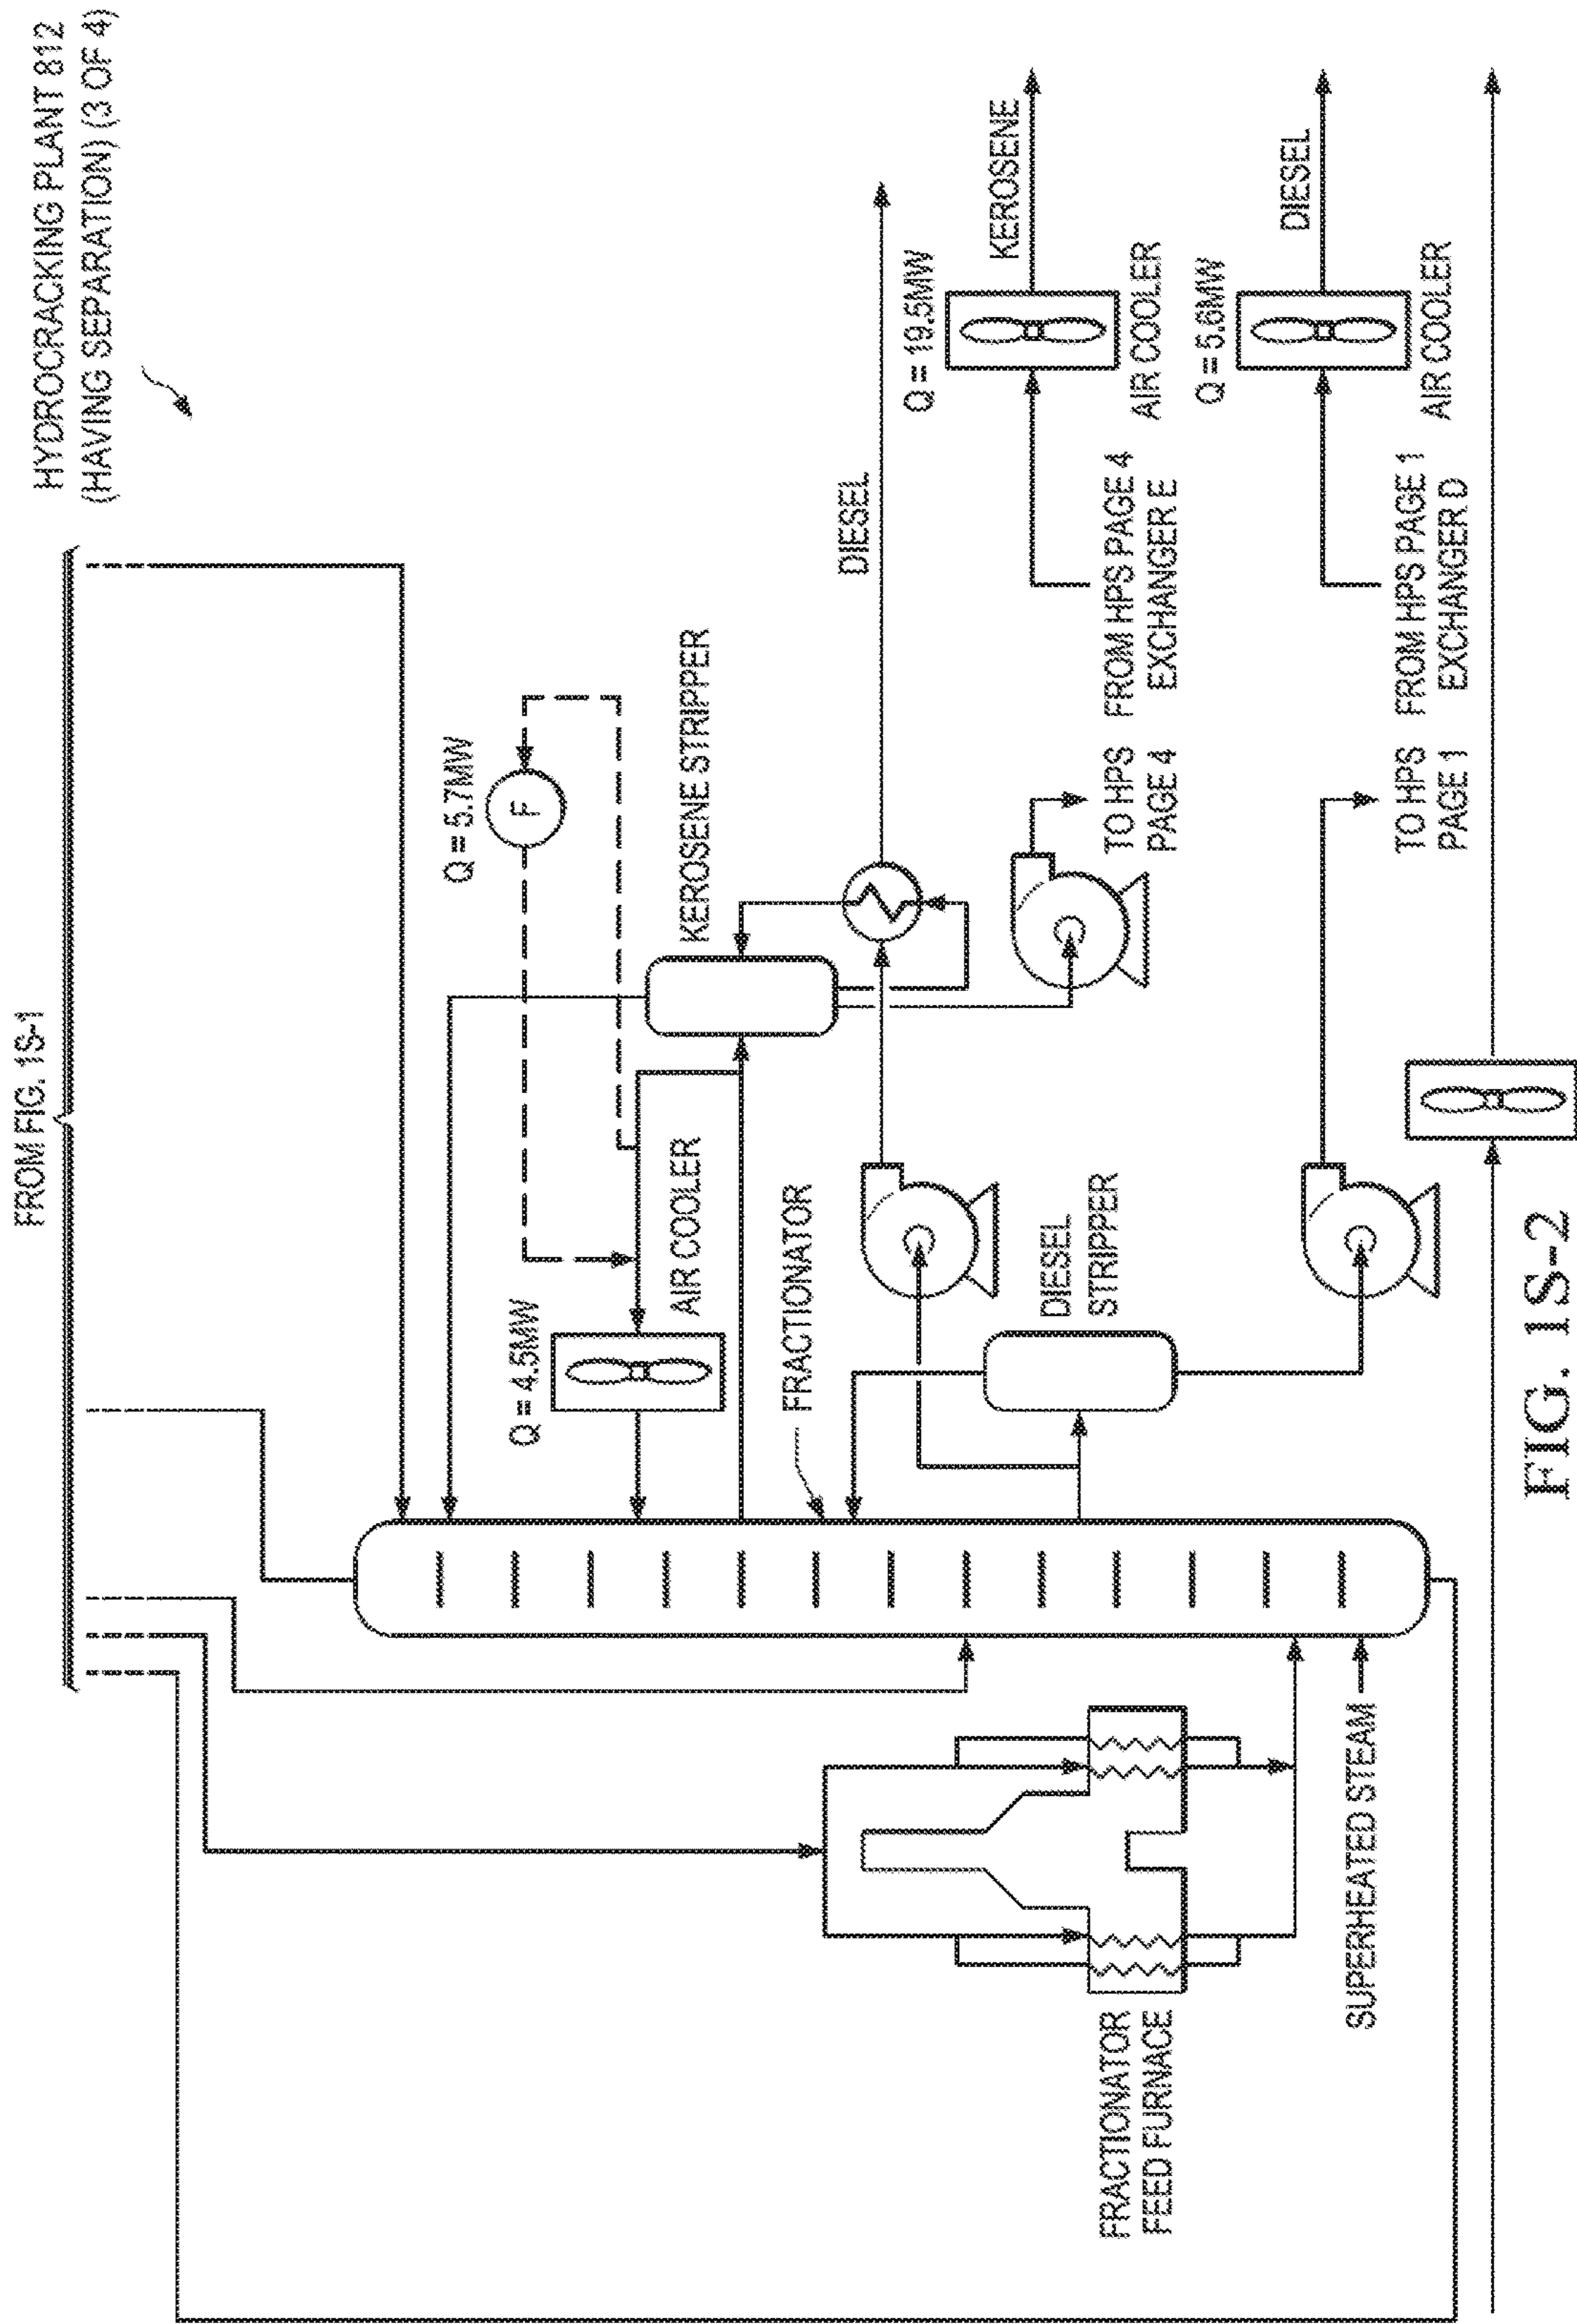 HYDROCRACKING PLANT 812
(HAVING SEPARATION) (3 OF 4)
FROM FIG. 1S-1
Q = 5.7MW
F
KEROSENE STRIPPER
Q = 4.5MW
AIR COOLER
FRACTIONATOR
DIESEL
Q = 19.5MW
KEROSENE
AIR COOLER
TO HPS
PAGE 4
FROM HPS PAGE 4
EXCHANGER E
DIESEL
STRIPPER
Q = 5.6MW
DIESEL
AIR COOLER
TO HPS
PAGE 1
FROM HPS PAGE 1
EXCHANGER D
FRACTIONATOR
FEED FURNACE
SUPERHEATED STEAM
FIG. 1S-2